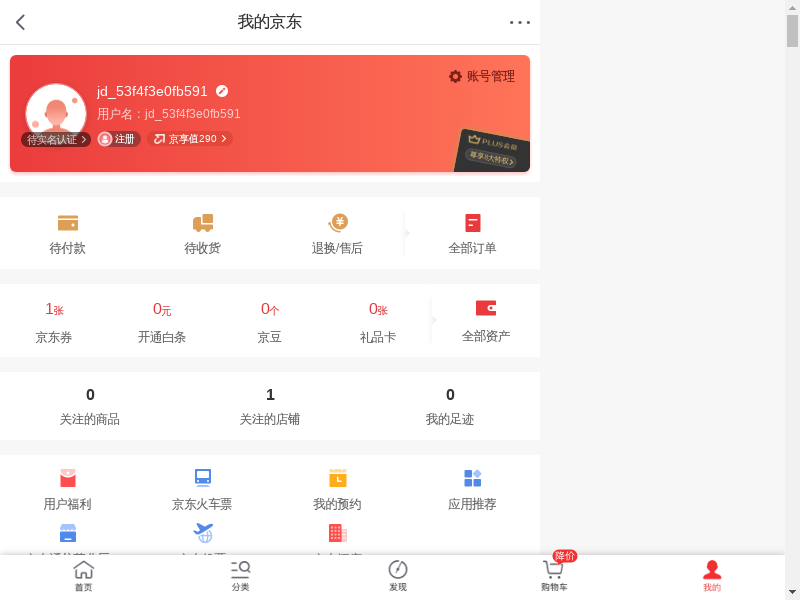 我的京东
账号管理
jd_53f4f3e0fb591
用户名：jd_53f4f3e0fb591
待实名认证
注册
京享值290
PLUS会员
尊享8大特权
待付款
待收货
退换/售后
全部订单
1张
0元
0个
0张
京东券
开通白条
京豆
礼品卡
全部资产
0
1
0
关注的商品
关注的店铺
我的足迹
用户福利
京东火车票
我的预约
应用推荐
降价
首页
分类
发现
购物车
我的